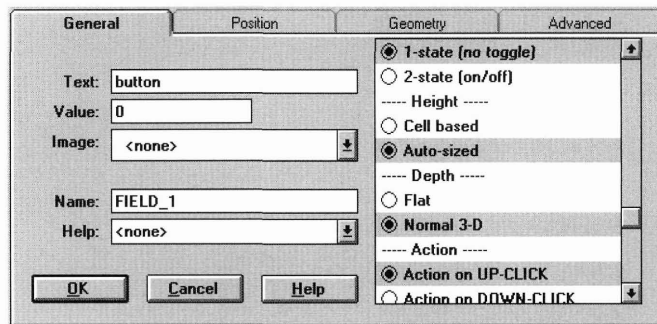 General Position Geometry Advanced
Text: button
Value: 0
Image: <none>
Name: FIELD_1
Help: <none>
OK Cancel Help
1-state (no toggle)
2-state (on/off)
----- Height -----
Cell based
Auto-sized
----- Depth -----
Flat
Normal 3-D
----- Action -----
Action on UP-CLICK
Action on DOWN-CLICK